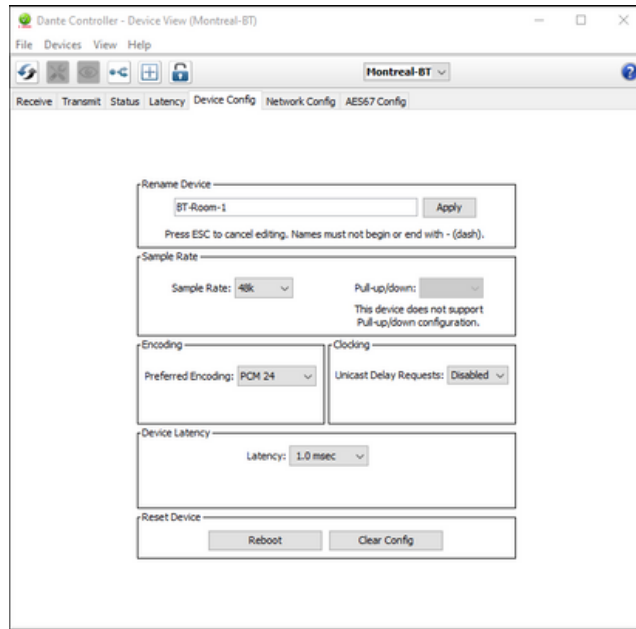 Dante Controller - Device View (Montreal-BT)
File Devices View Help
Montreal-BT
?
Receive Transmit Status Latency Device Config Network Config AES67 Config
Rename Device
BT-Room-1 Apply
Press ESC to cancel editing. Names must not begin or end with - (dash).
Sample Rate
Sample Rate: 48k Pull-up/down:
This device does not support
Pull-up/down configuration.
Encoding Clocking
Preferred Encoding: PCM 24 Unicast Delay Requests: Disabled
Device Latency
Latency: 1.0 msec
Reset Device
Reboot Clear Config